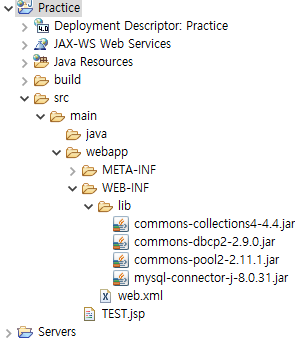 Practice
Deployment Descriptor: Practice
JAX-WS Web Services
Java Resources
build
src
main
java
webapp
META-INF
WEB-INF
lib
commons-collections4-4.4.jar
commons-dbcp2-2.9.0.jar
commons-pool2-2.11.1.jar
mysql-connector-j-8.0.31.jar
web.xml
TEST.jsp
Servers